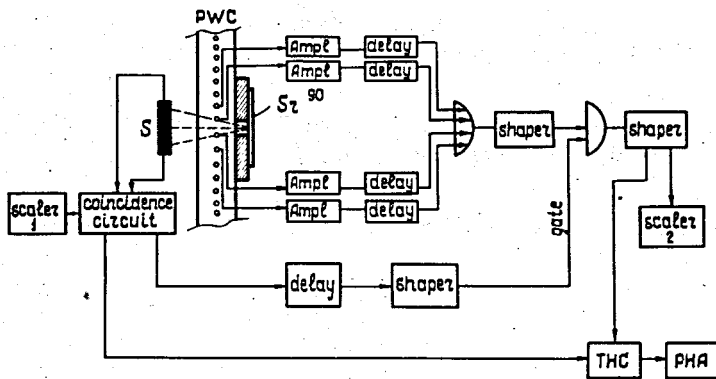 PWC
Ampl
delay
Ampl
delay
90
Sr
S
shaper
shaper
Ampl
delay
Ampl
delay
scaler
1
coincidence
circuit
gate
scaler
2
delay
shaper
THC
PHA